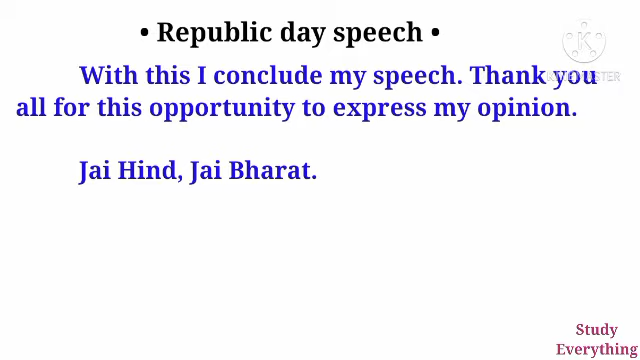 • Republic day speech •
With this I conclude my speech. Thank you
all for this opportunity to express my opinion.
Jai Hind, Jai Bharat.
Study
Everything